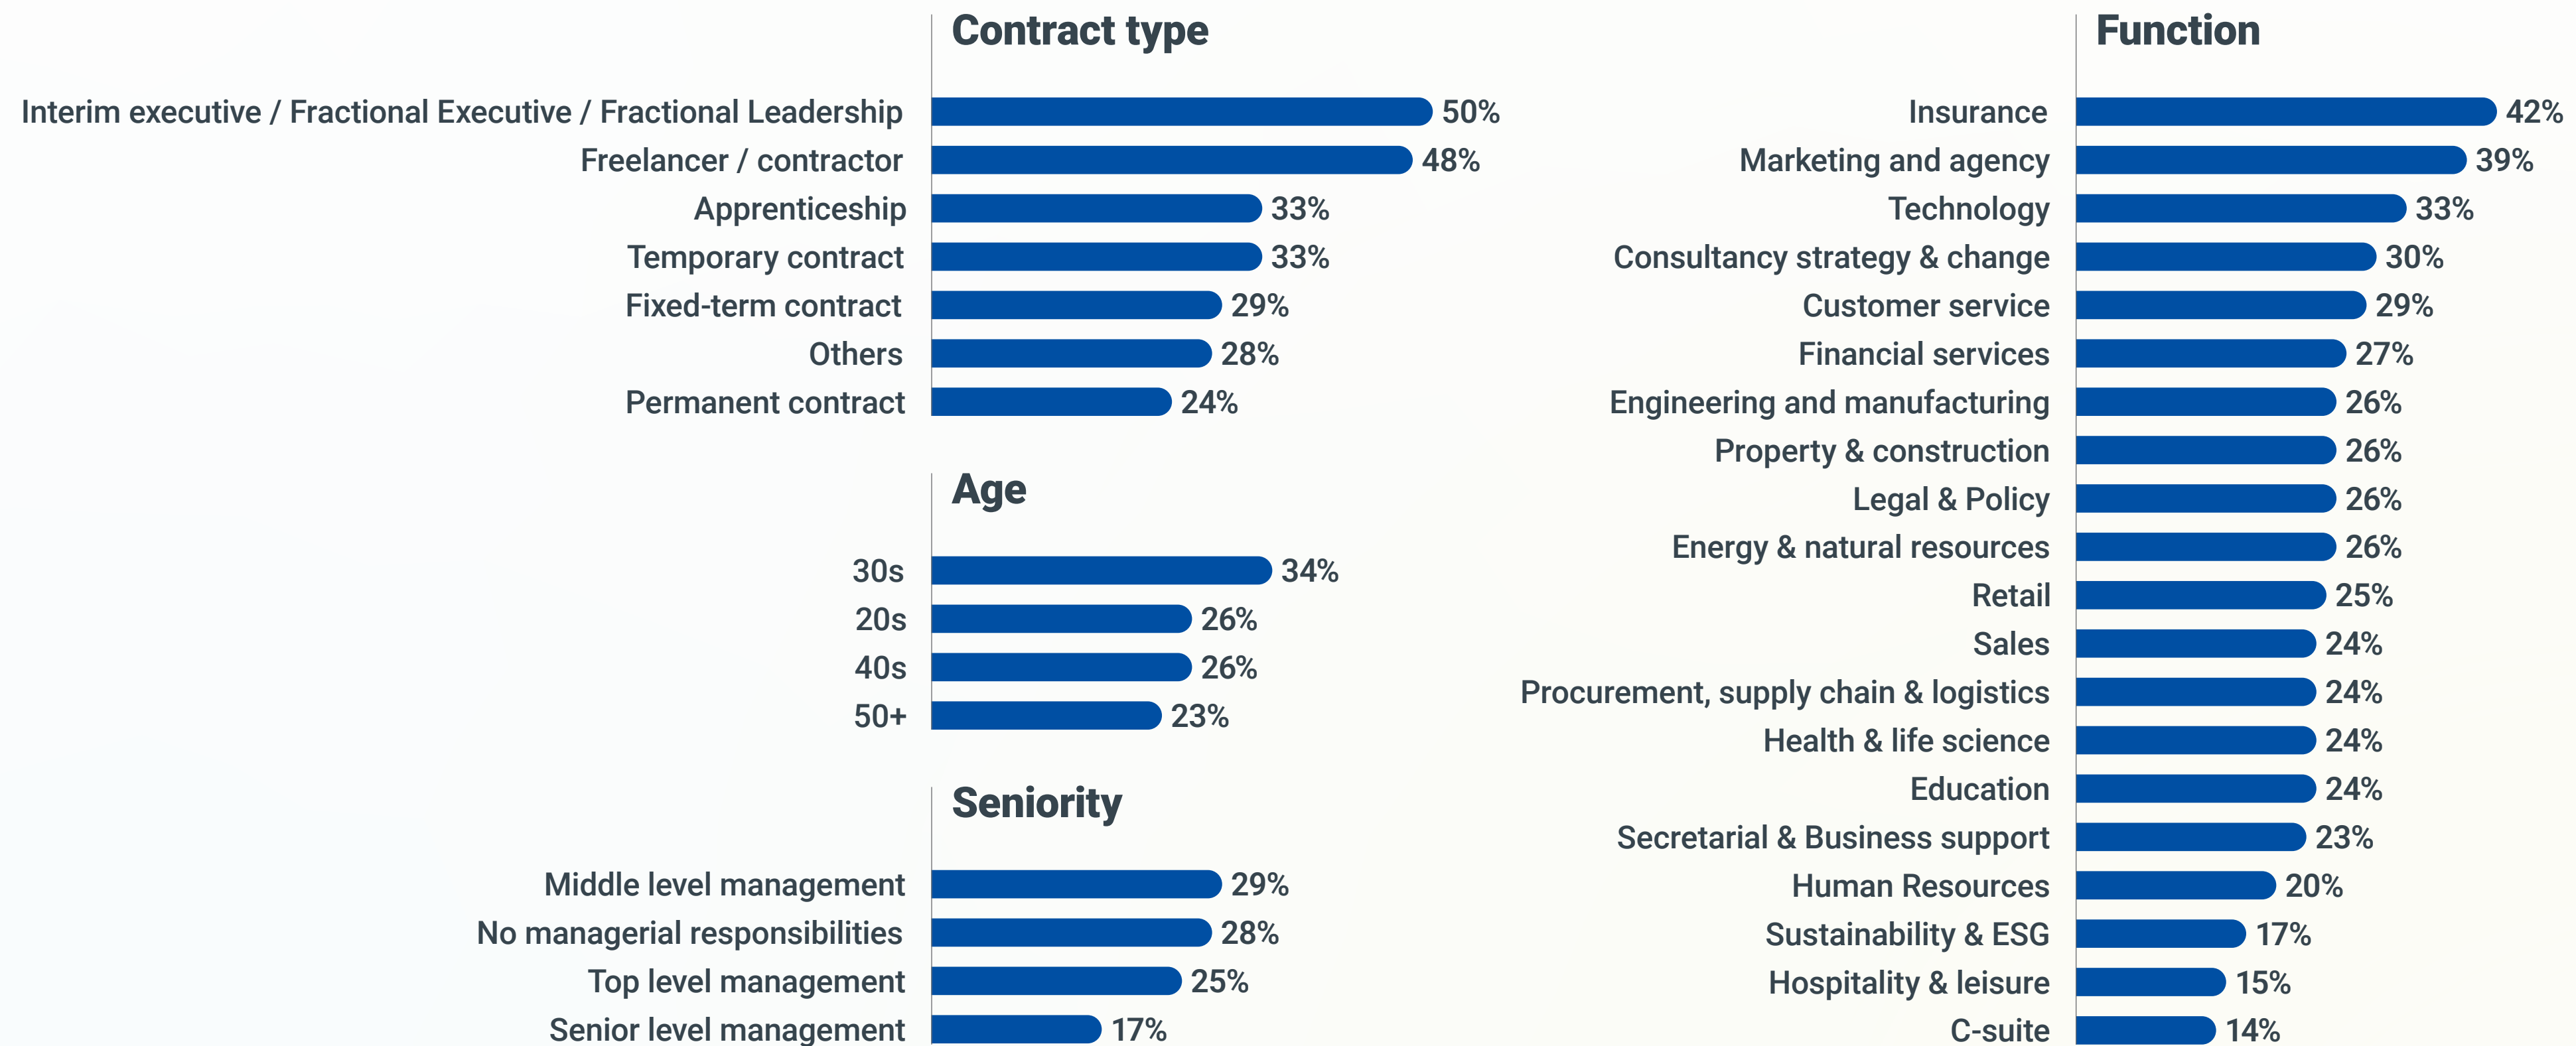 Contract type
Interim executive / Fractional Executive / Fractional Leadership 50%
Freelancer / contractor 48%
Apprenticeship 33%
Temporary contract 33%
Fixed-term contract 29%
Others 28%
Permanent contract 24%
Age
30s 34%
20s 26%
40s 26%
50+ 23%
Seniority
Middle level management 29%
No managerial responsibilities 28%
Top level management 25%
Senior level management 17%
Function
Insurance 42%
Marketing and agency 39%
Technology 33%
Consultancy strategy & change 30%
Customer service 29%
Financial services 27%
Engineering and manufacturing 26%
Property & construction 26%
Legal & Policy 26%
Energy & natural resources 26%
Retail 25%
Sales 24%
Procurement, supply chain & logistics 24%
Health & life science 24%
Education 24%
Secretarial & Business support 23%
Human Resources 20%
Sustainability & ESG 17%
Hospitality & leisure 15%
C-suite 14%